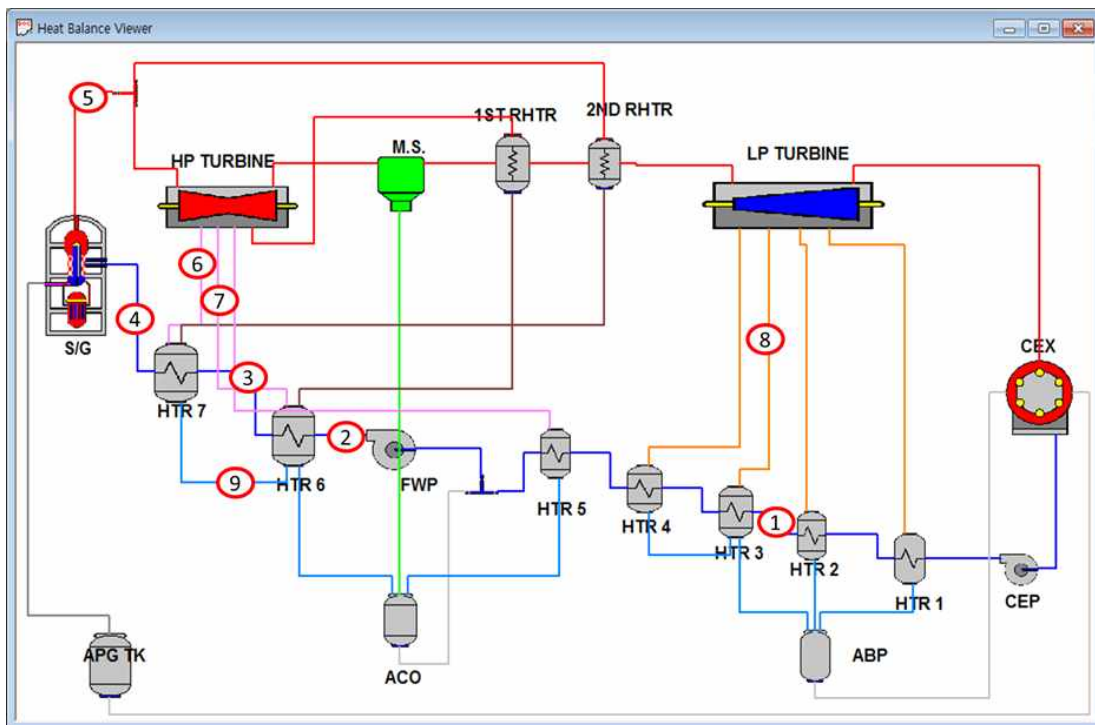 Heat Balance Viewer
5
1ST RHTR
2ND RHTR
M.S.
HP TURBINE
LP TURBINE
6
7
4
S/G
8
CEX
3
HTR 7
2
HTR 6
FWP
9
HTR 5
HTR 4
1
HTR 3
HTR 2
HTR 1
CEP
APG TK
ACO
ABP